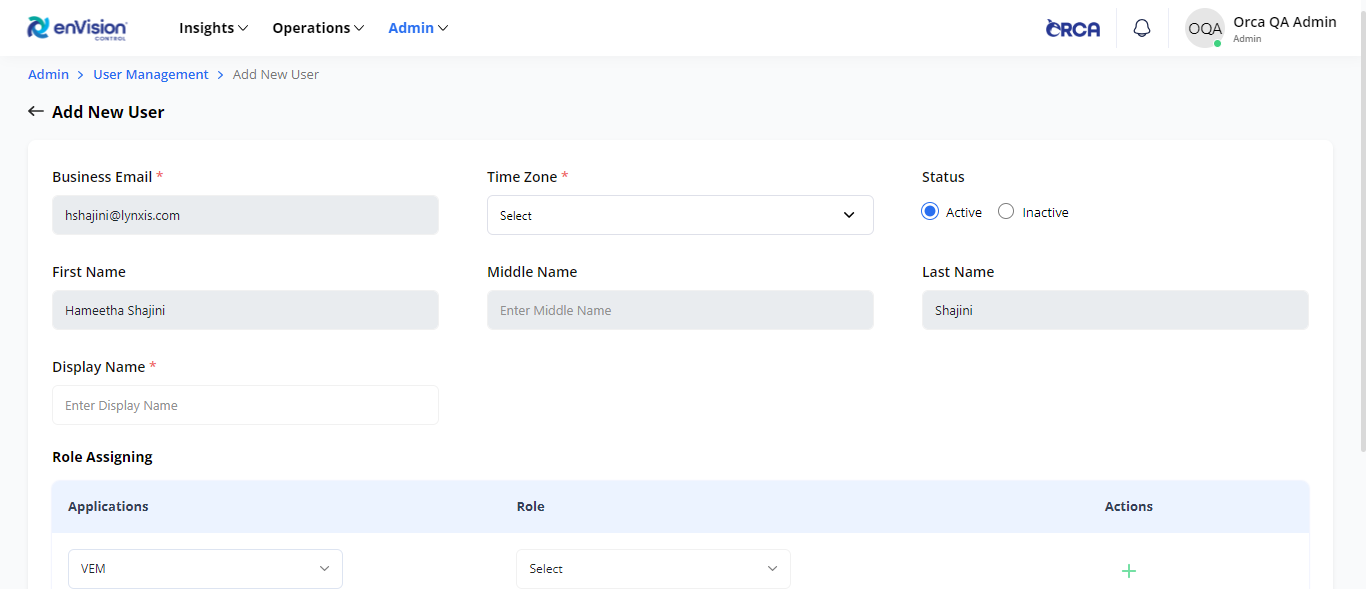 enVision
CONTROL
Insights Operations Admin
ORCA
OQA
Orca QA Admin
Admin
Admin > User Management > Add New User
Add New User
Business Email *
Time Zone *
Status
hshajini@lynxis.com
Select
Active
Inactive
First Name
Middle Name
Last Name
Hameetha Shajini
Enter Middle Name
Shajini
Display Name *
Enter Display Name
Role Assigning
Applications
Role
Actions
VEM
Select